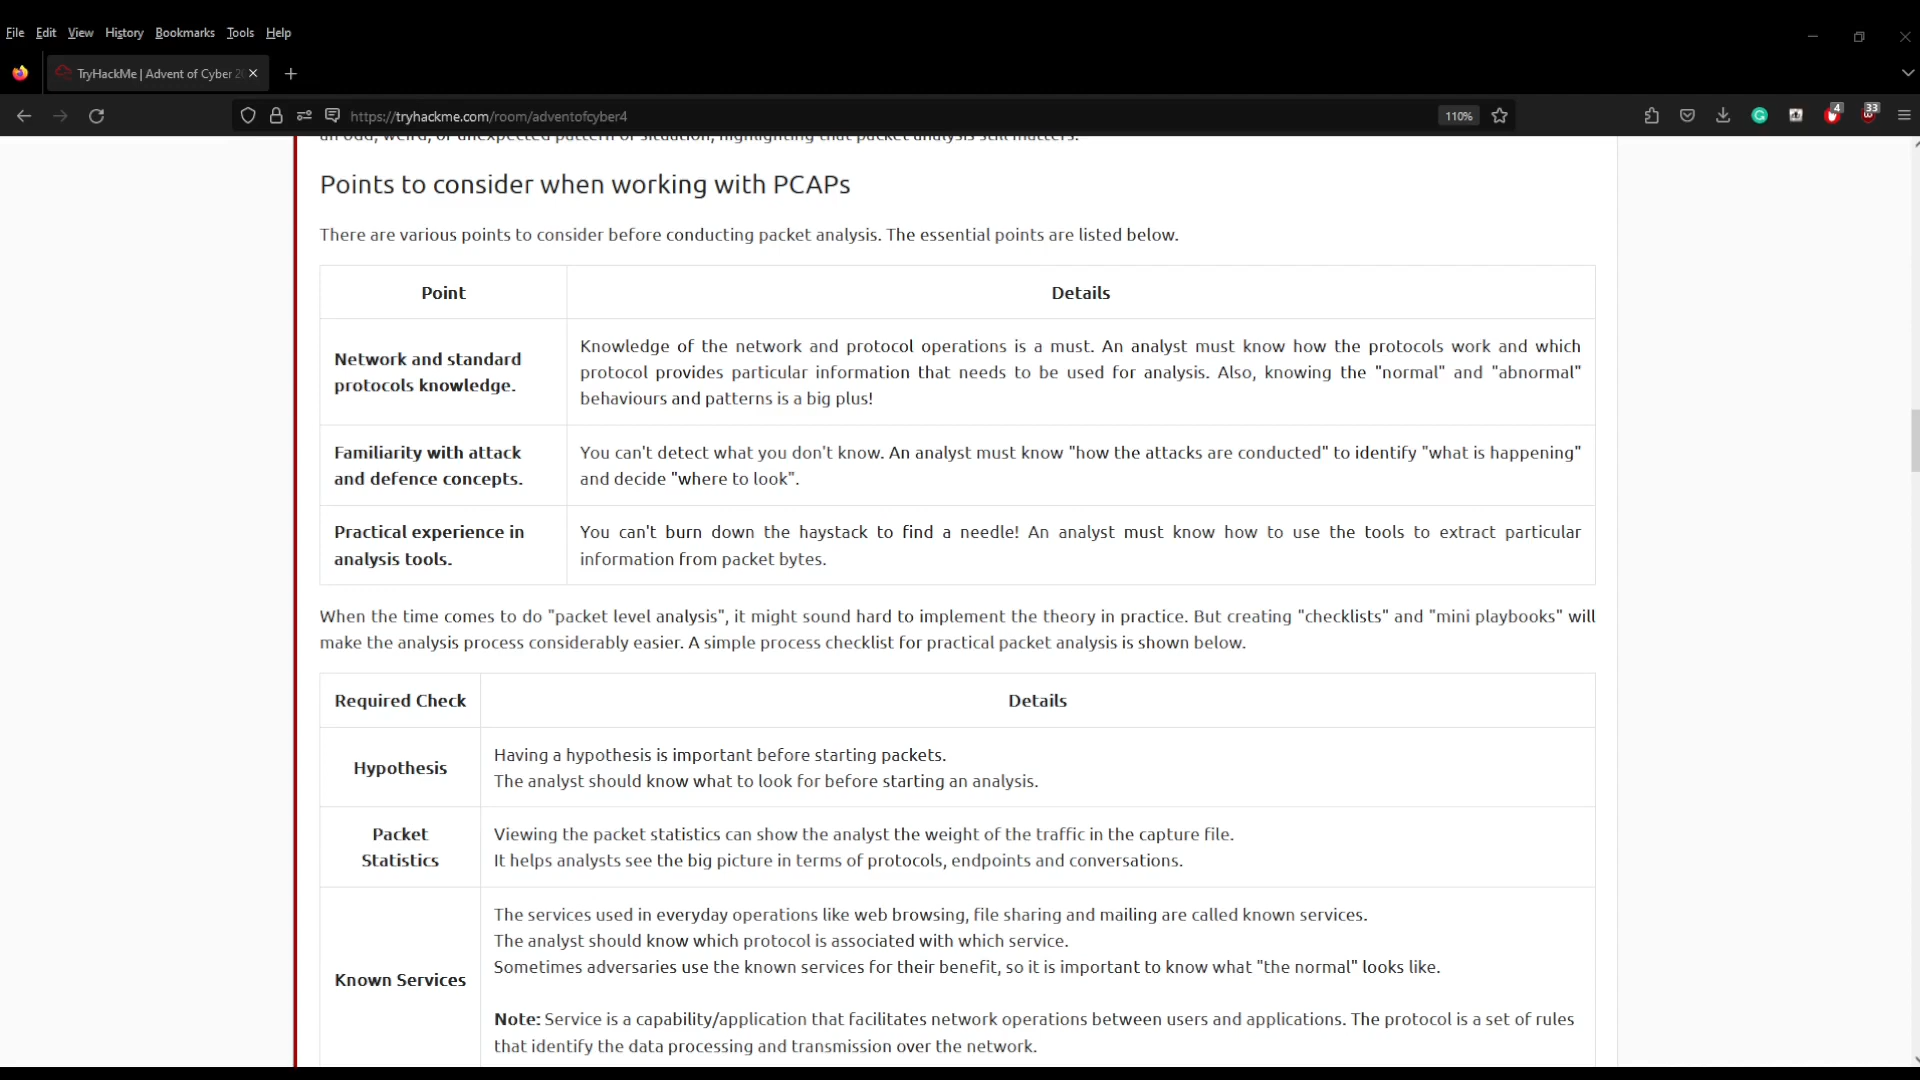 File Edit View History Bookmarks Tools Help
TryHackMe | Advent of Cyber 20
https://tryhackme.com/room/adventofcyber4
110%
4
33
an odd, weird, or unexpected pattern or situation, highlighting that packet analysis still matters.
Points to consider when working with PCAPs
There are various points to consider before conducting packet analysis. The essential points are listed below.
Point
Details
Network and standard
protocols knowledge.
Knowledge of the network and protocol operations is a must. An analyst must know how the protocols work and which
protocol provides particular information that needs to be used for analysis. Also, knowing the "normal" and "abnormal"
behaviours and patterns is a big plus!
Familiarity with attack
and defence concepts.
You can't detect what you don't know. An analyst must know "how the attacks are conducted" to identify "what is happening"
and decide "where to look".
Practical experience in
analysis tools.
You can't burn down the haystack to find a needle! An analyst must know how to use the tools to extract particular
information from packet bytes.
When the time comes to do "packet level analysis", it might sound hard to implement the theory in practice. But creating "checklists" and "mini playbooks" will
make the analysis process considerably easier. A simple process checklist for practical packet analysis is shown below.
Required Check
Details
Hypothesis
Having a hypothesis is important before starting packets.
The analyst should know what to look for before starting an analysis.
Packet
Statistics
Viewing the packet statistics can show the analyst the weight of the traffic in the capture file.
It helps analysts see the big picture in terms of protocols, endpoints and conversations.
Known Services
The services used in everyday operations like web browsing, file sharing and mailing are called known services.
The analyst should know which protocol is associated with which service.
Sometimes adversaries use the known services for their benefit, so it is important to know what "the normal" looks like.
Note: Service is a capability/application that facilitates network operations between users and applications. The protocol is a set of rules
that identify the data processing and transmission over the network.